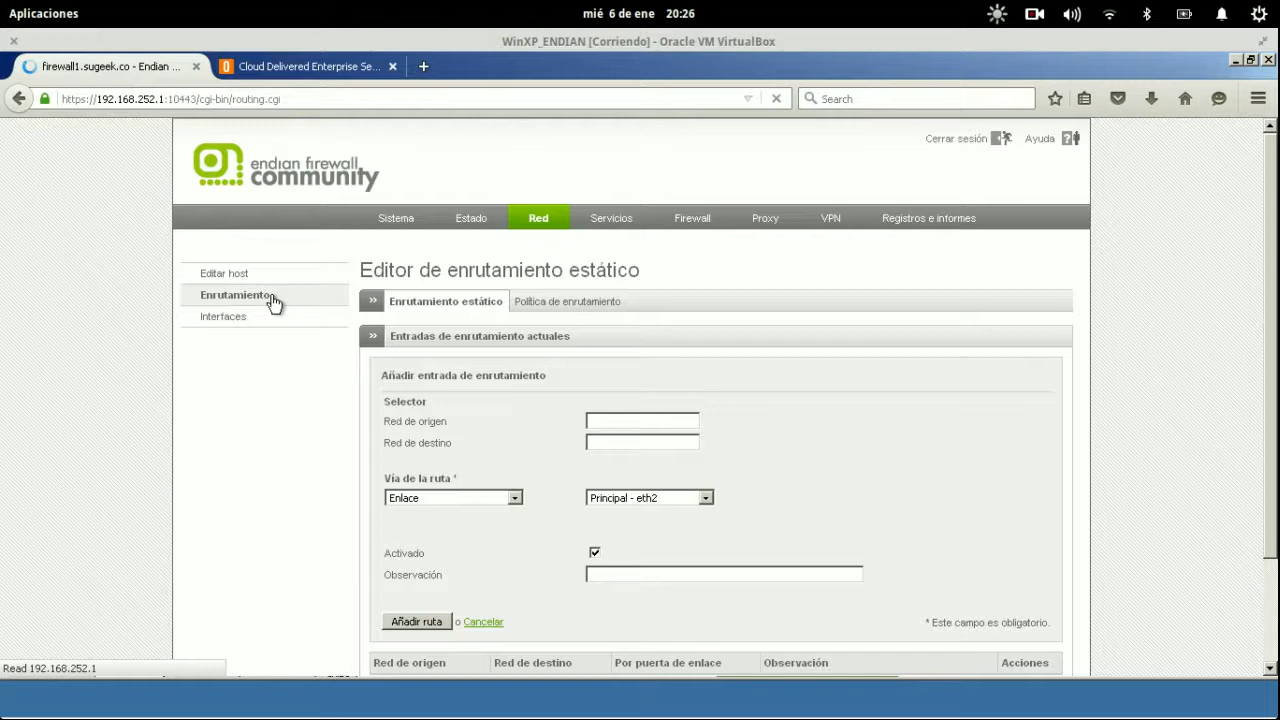 Aplicaciones
mié 6 de ene 20:26
WinXP_ENDIAN [Corriendo] - Oracle VM VirtualBox
firewall1.sugeek.co - Endian ...
Cloud Delivered Enterprise Se...
https://192.168.252.1:10443/cgi-bin/routing.cgi
Search
Cerrar sesión
Ayuda
endian firewall
community
Sistema
Estado
Red
Servicios
Firewall
Proxy
VPN
Registros e informes
Editar host
Enrutamiento
Interfaces
Editor de enrutamiento estático
Enrutamiento estático
Política de enrutamiento
Entradas de enrutamiento actuales
Añadir entrada de enrutamiento
Selector
Red de origen
Red de destino
Vía de la ruta *
Enlace
Principal - eth2
Activado
Observación
Añadir ruta o Cancelar
* Este campo es obligatorio.
Red de origen
Red de destino
Por puerta de enlace
Observación
Acciones
Read 192.168.252.1